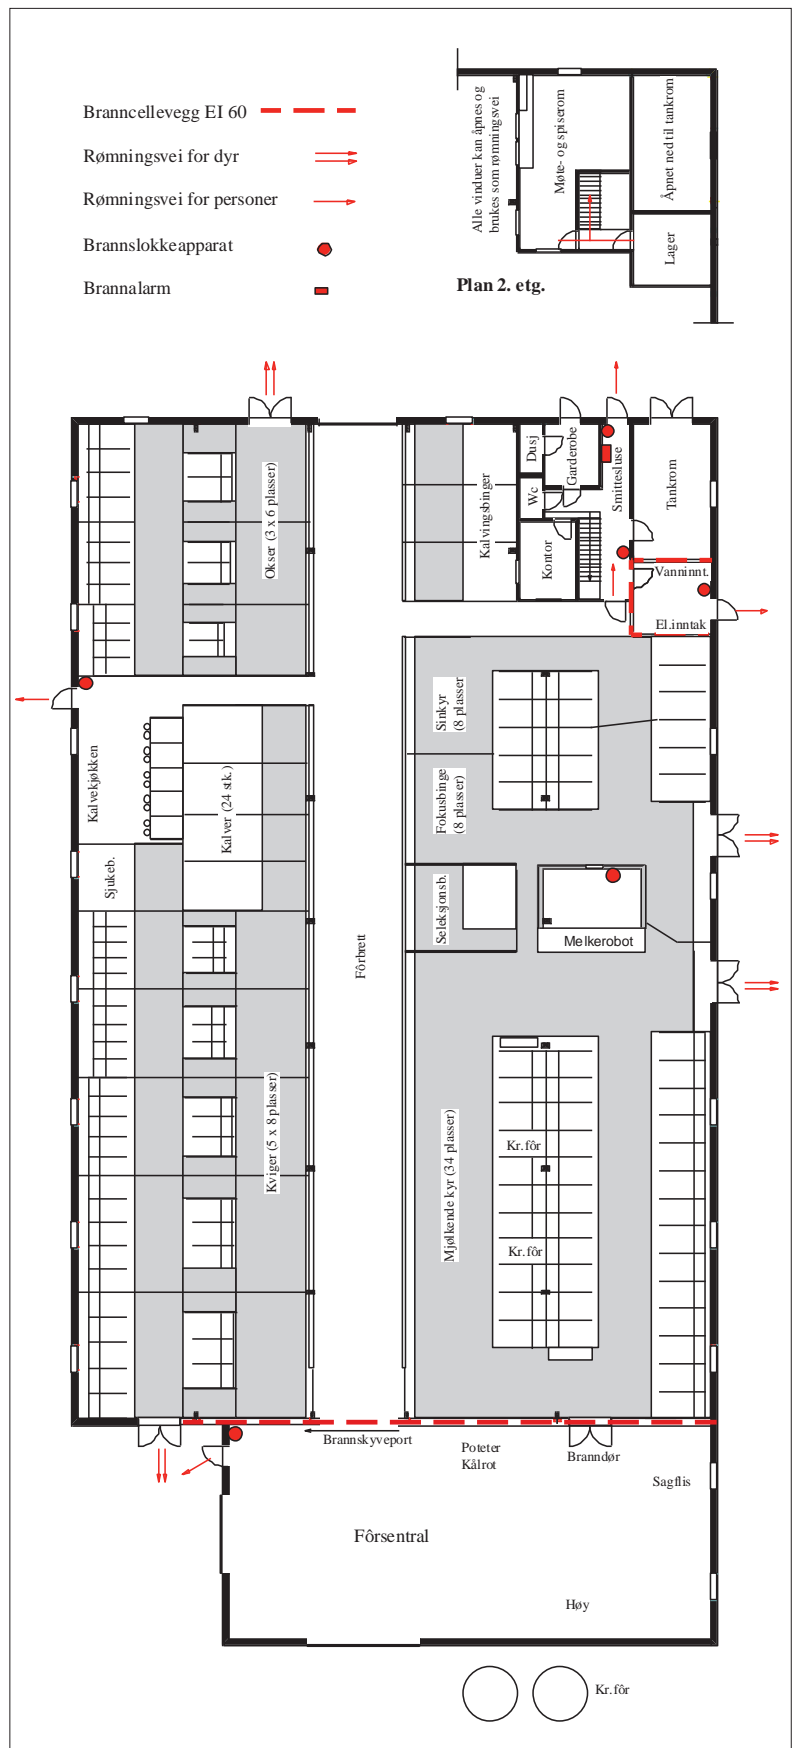 Branncellevegg EI 60
Rømningsvei for dyr
Rømningsvei for personer
Brannslokkeapparat
Brannalarm
Alle vinduer kan åpnes og
brukes som rømningsvei
Møte- og spiserom
Åpnet ned til tankrom
Lager
Plan 2. etg.
Okser (3 x 6 plasser)
Kalvingsbinger
Dusj
Wc
Garderobe
Smittesluse
Tankrom
Kontor
Vanninnt.
El.inntak
Kalvekjøkken
Kalver (24 stk.)
Sjukeb.
Sinkyr
(8 plasser
Fokusbinge
(8 plasser)
Seleksjonsb.
Melkerobot
Fôrbrett
Kviger (5 x 8 plasser)
Mjølkende kyr (34 plasser)
Kr.fôr
Kr.fôr
Brannskyveport
Poteter
Kålrot
Branndør
Sagflis
Fôrsentral
Høy
Kr.fôr